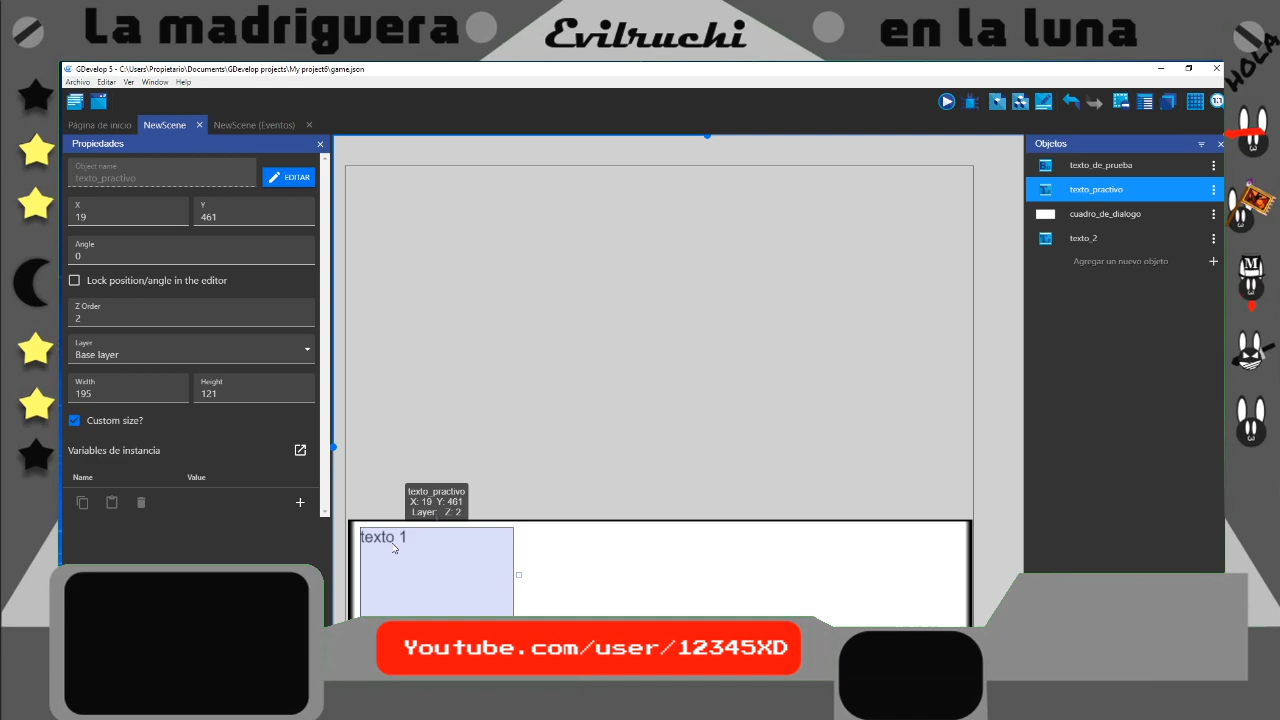 La madriguera
Evilruchi
en la luna
HOLA
GDevelop 5 - C:\Users\Propietario\Documents\GDevelop projects\My project6\game.json
Archivo Editar Ver Window Help
1:1
Página de inicio
NewScene
NewScene (Eventos)
Propiedades
Object name
texto_practivo
EDITAR
X
19
Y
461
Angle
0
Lock position/angle in the editor
Z Order
2
Layer
Base layer
Width
195
Height
121
Custom size?
Variables de instancia
Name
Value
texto_practivo
X: 19 Y: 461
Layer: Z: 2
texto 1
Objetos
texto_de_prueba
texto_practivo
cuadro_de_dialogo
texto_2
Agregar un nuevo objeto
M
Youtube.com/user/12345XD